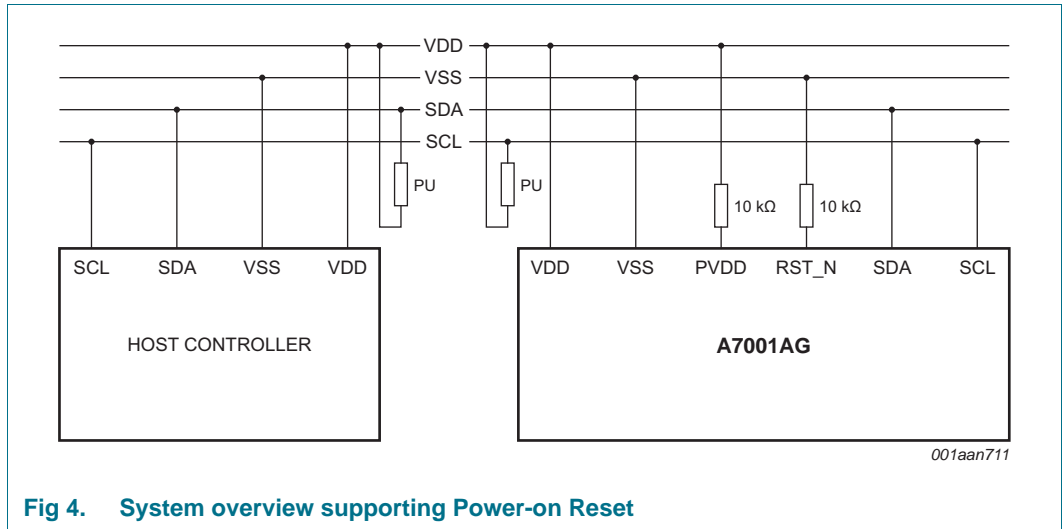 VDD
VSS
SDA
SCL
PU
PU
10 kΩ
10 kΩ
SCL SDA VSS VDD
VDD VSS PVDD RST_N SDA SCL
HOST CONTROLLER
A7001AG
001aan711
Fig 4. System overview supporting Power-on Reset